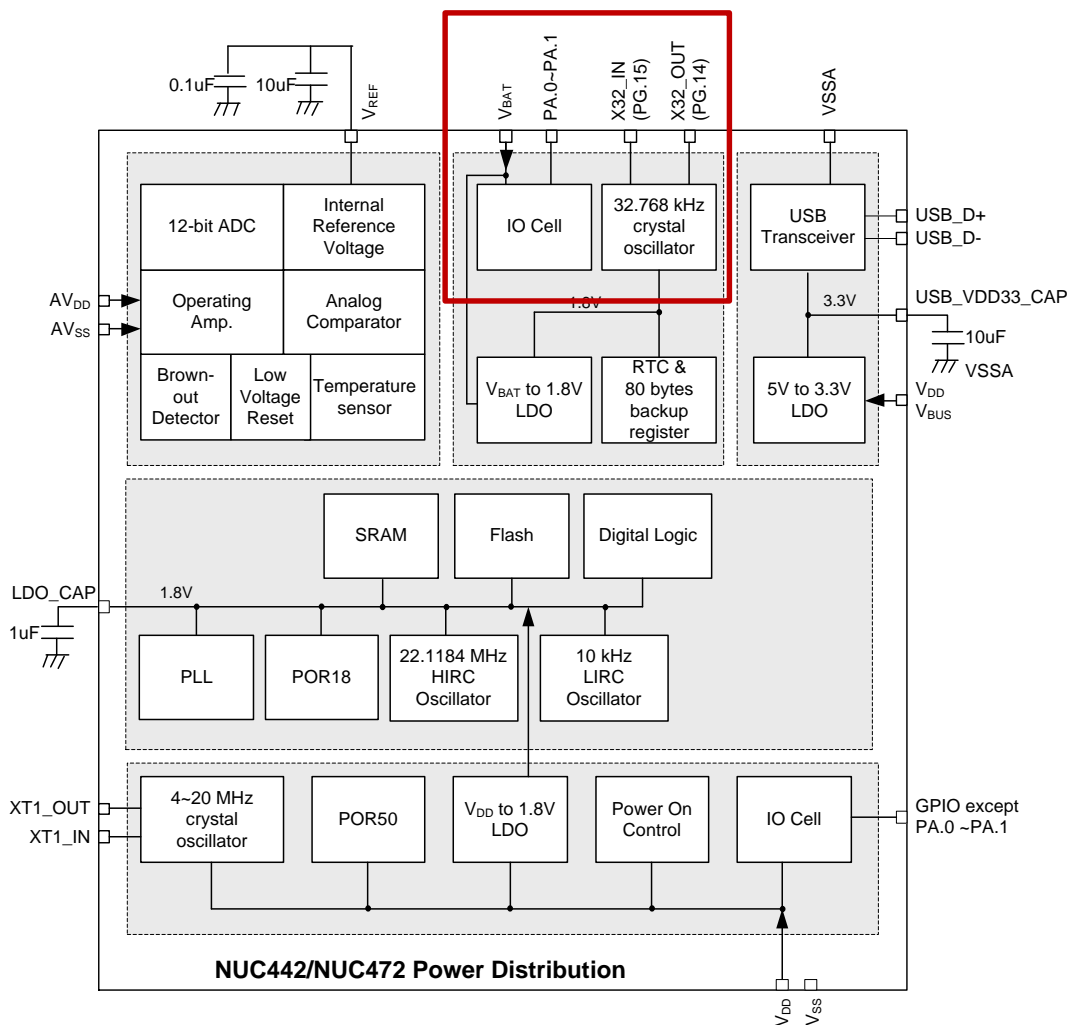 0.1uF
10uF
VREF
VBAT
PA.0~PA.1
X32_IN
(PG.15)
X32_OUT
(PG.14)
VSSA
12-bit ADC
Internal
Reference
Voltage
IO Cell
32.768 kHz
crystal
oscillator
USB
Transceiver
USB_D+
USB_D-
AVDD
AVSS
Operating
Amp.
Analog
Comparator
1.8V
3.3V
USB_VDD33_CAP
10uF
VSSA
Brown-
out
Detector
Low
Voltage
Reset
Temperature
sensor
VBAT to 1.8V
LDO
RTC &
80 bytes
backup
register
5V to 3.3V
LDO
VDD
VBUS
SRAM
Flash
Digital Logic
LDO_CAP
1.8V
1uF
PLL
POR18
22.1184 MHz
HIRC
Oscillator
10 kHz
LIRC
Oscillator
XT1_OUT
XT1_IN
4~20 MHz
crystal
oscillator
POR50
VDD to 1.8V
LDO
Power On
Control
IO Cell
GPIO except
PA.0 ~PA.1
NUC442/NUC472 Power Distribution
VDD
VSS